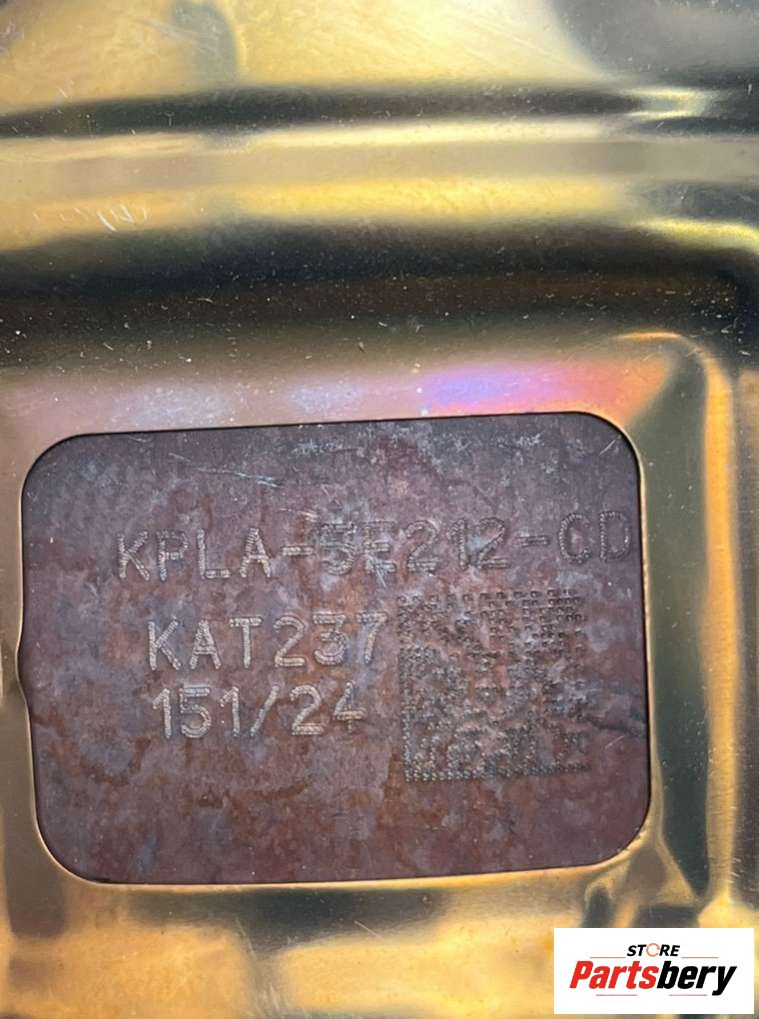 KPLA-5E212-CD
KAT237
151/24
STORE
Partsbery